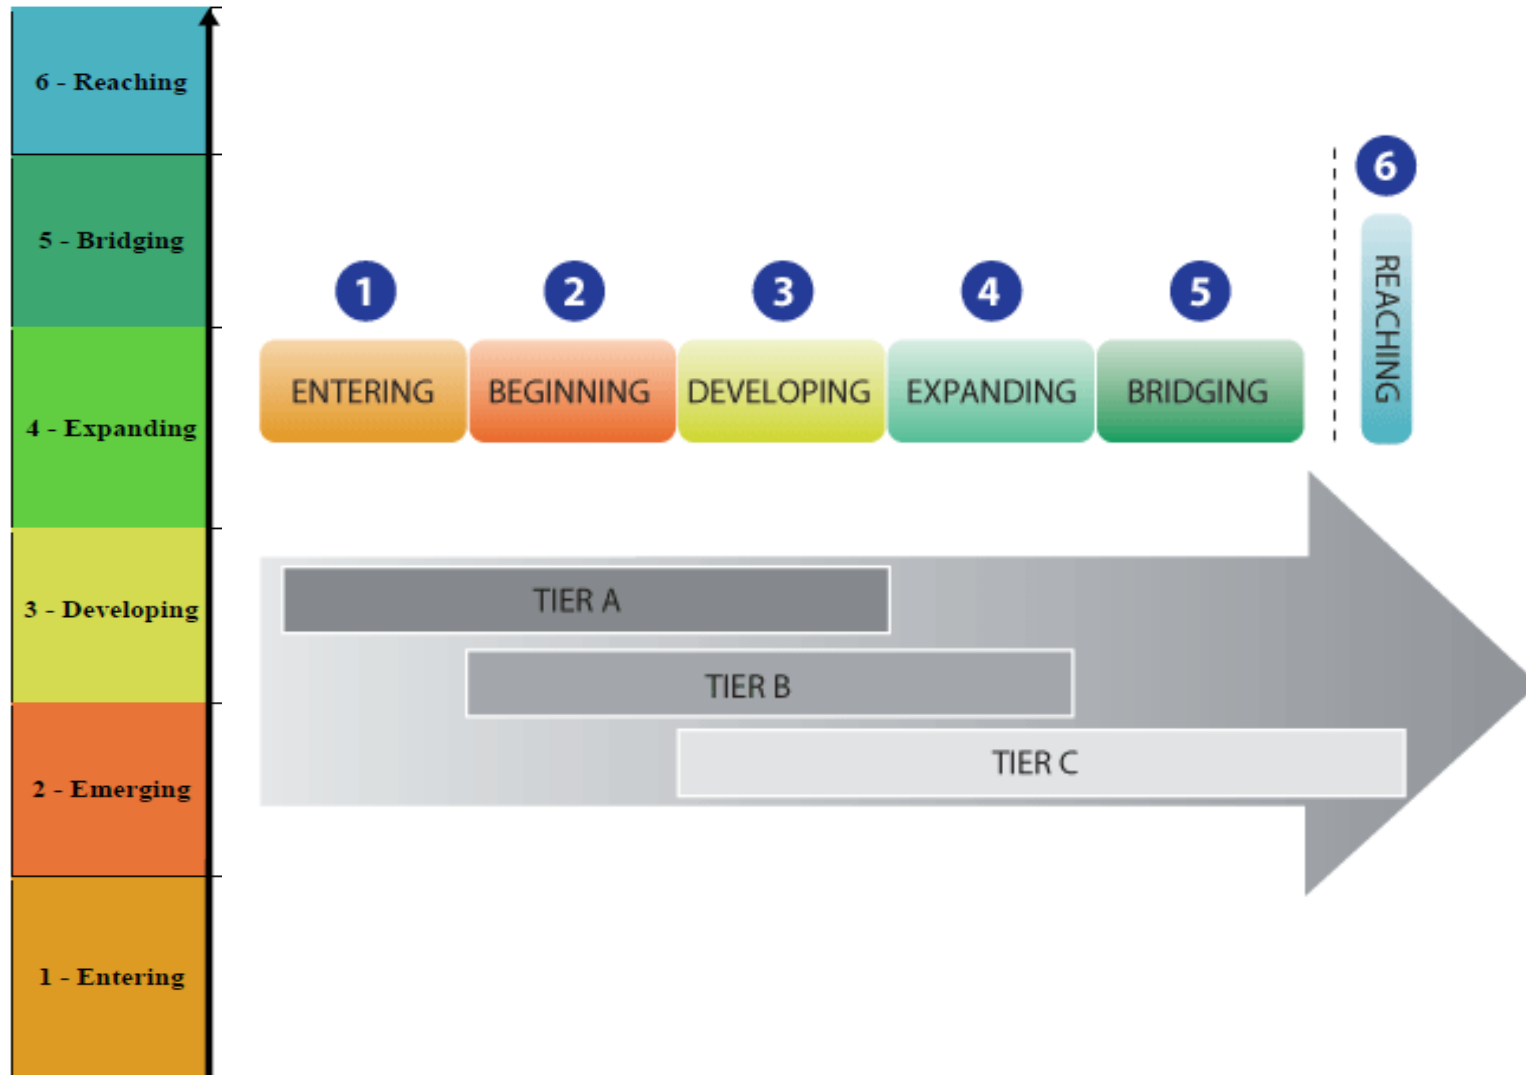 6 - Reaching
5 - Bridging
4 - Expanding
3 - Developing
2 - Emerging
1 - Entering
1
2
3
4
5
6
ENTERING
BEGINNING
DEVELOPING
EXPANDING
BRIDGING
REACHING
TIER A
TIER B
TIER C